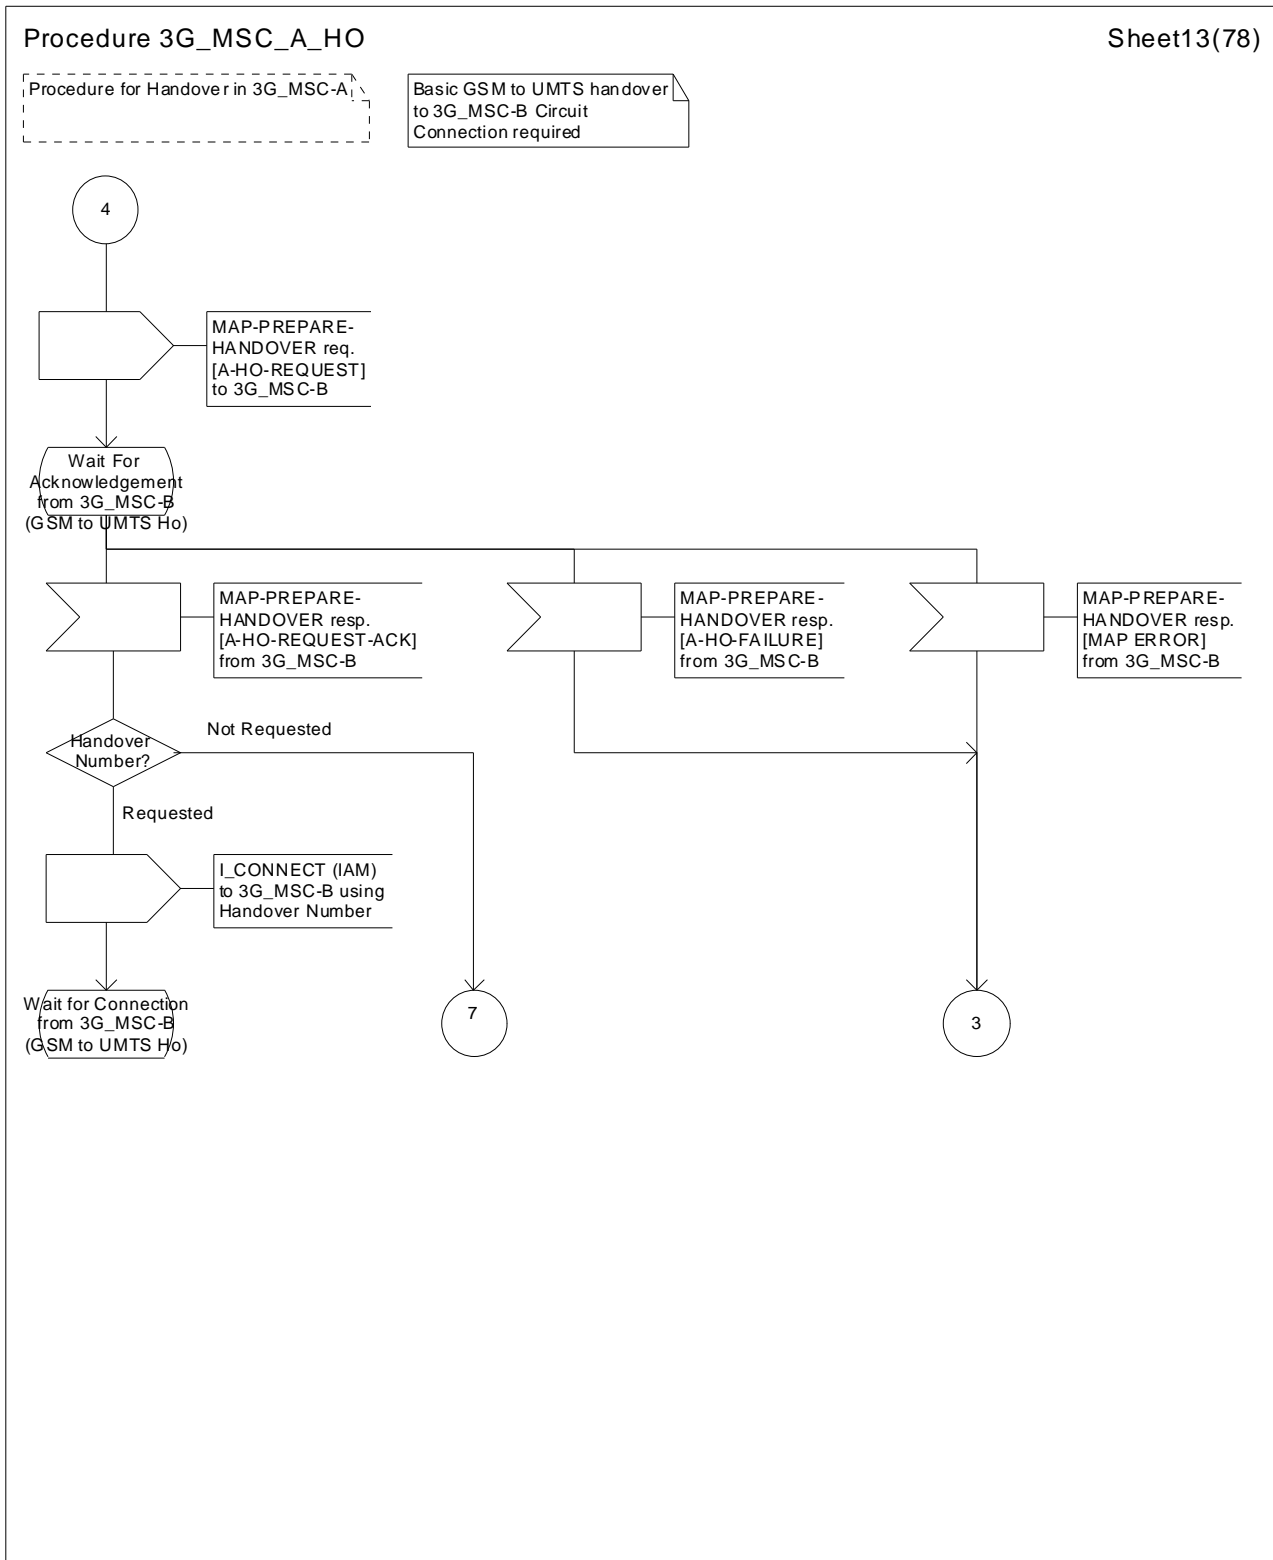 Procedure 3G_MSC_A_HO
Sheet13(78)
Procedure for Handover in 3G_MSC-A
Basic GSM to UMTS handover
to 3G_MSC-B Circuit
Connection required
4
MAP-PREPARE-
HANDOVER req.
[A-HO-REQUEST]
to 3G_MSC-B
Wait For
Acknowledgement
from 3G_MSC-B
(GSM to UMTS Ho)
MAP-PREPARE-
HANDOVER resp.
[A-HO-REQUEST-ACK]
from 3G_MSC-B
MAP-PREPARE-
HANDOVER resp.
[A-HO-FAILURE]
from 3G_MSC-B
MAP-PREPARE-
HANDOVER resp.
[MAP ERROR]
from 3G_MSC-B
Handover
Number?
Not Requested
Requested
I_CONNECT (IAM)
to 3G_MSC-B using
Handover Number
Wait for Connection
from 3G_MSC-B
(GSM to UMTS Ho)
7
3